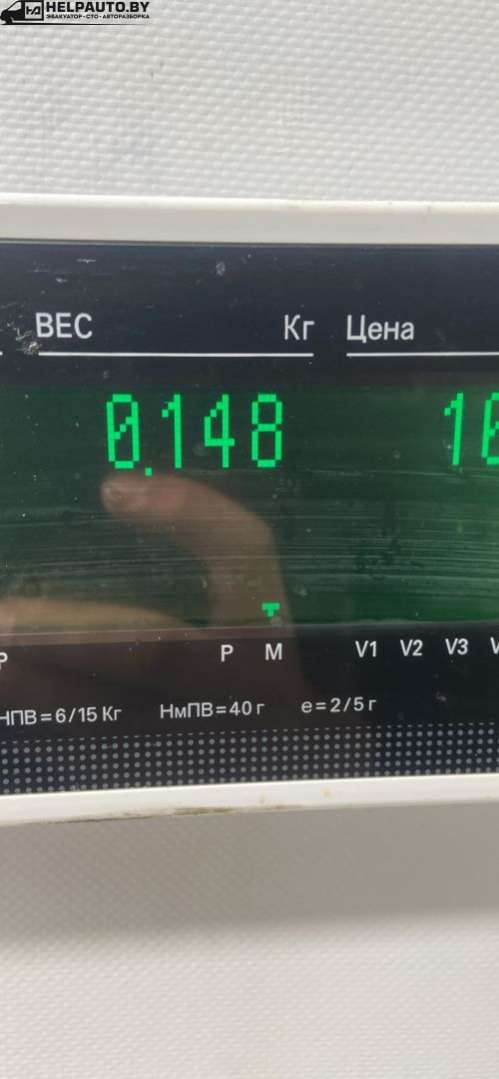 HELPAUTO.BY
ЭВАКУАТОР · СТО · АВТОРАЗБОРКА
ВЕС Кг Цена
0.148
P M V1 V2 V3
НПВ=6/15 Кг НмПВ=40 г е=2/5 г